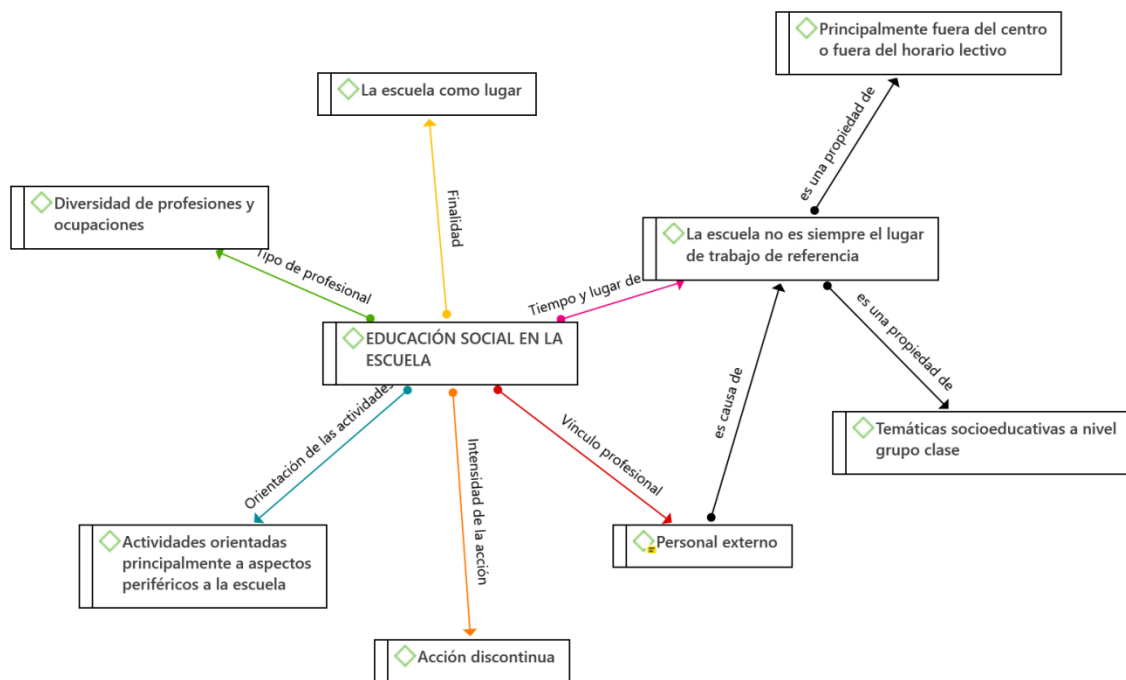 Principalmente fuera del centro
o fuera del horario lectivo
La escuela como lugar
es una propiedad de
Diversidad de profesiones y
ocupaciones
Finalidad
La escuela no es siempre el lugar
de trabajo de referencia
Tipo de profesional
Tiempo y lugar de
es una propiedad de
EDUCACIÓN SOCIAL EN LA
ESCUELA
es causa de
Orientación de las actividades
Intensidad de la acción
Vínculo profesional
Temáticas socioeducativas a nivel
grupo clase
Actividades orientadas
principalmente a aspectos
periféricos a la escuela
Personal externo
Acción discontinua